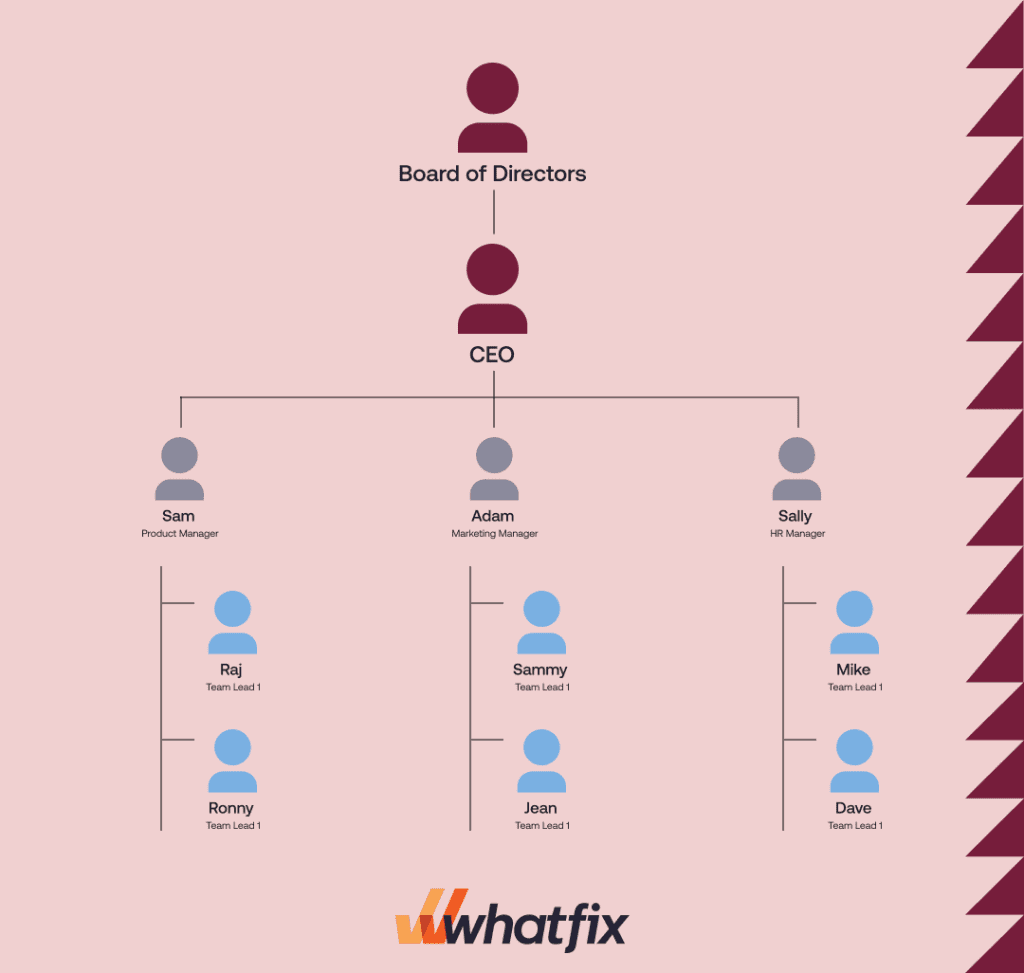 Board of Directors
CEO
Sam
Product Manager
Adam
Marketing Manager
Sally
HR Manager
Raj
Team Lead 1
Sammy
Team Lead 1
Mike
Team Lead 1
Ronny
Team Lead 1
Jean
Team Lead 1
Dave
Team Lead 1
whatfix